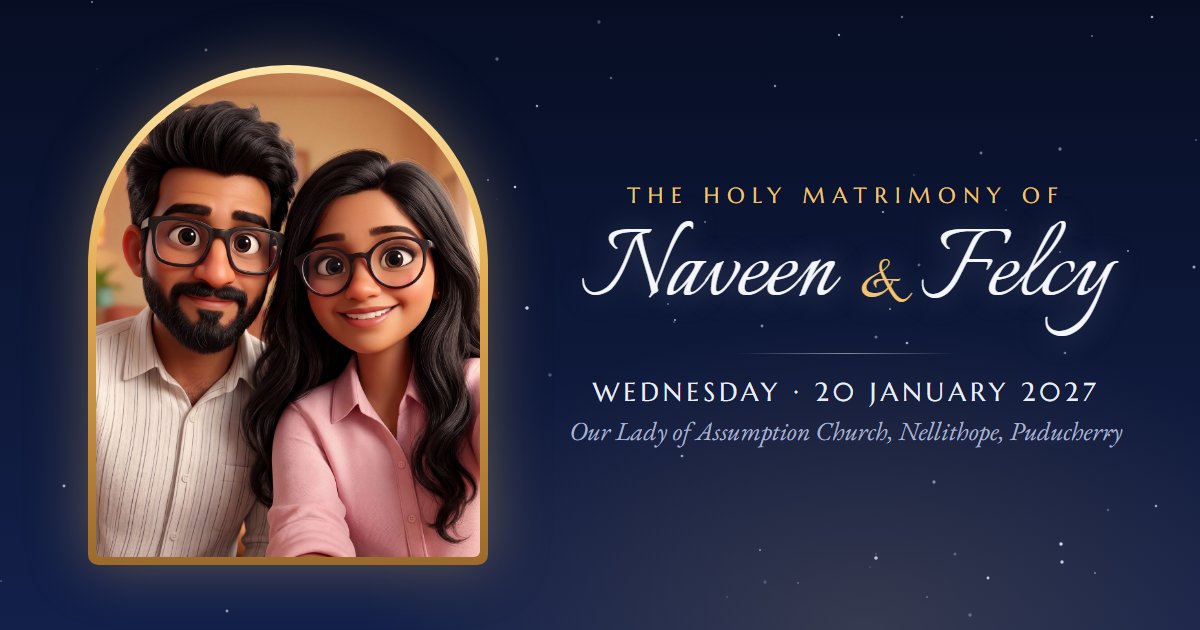 THE HOLY MATRIMONY OF
Naveen & Felcy
WEDNESDAY · 20 JANUARY 2027
Our Lady of Assumption Church, Nellithope, Puducherry